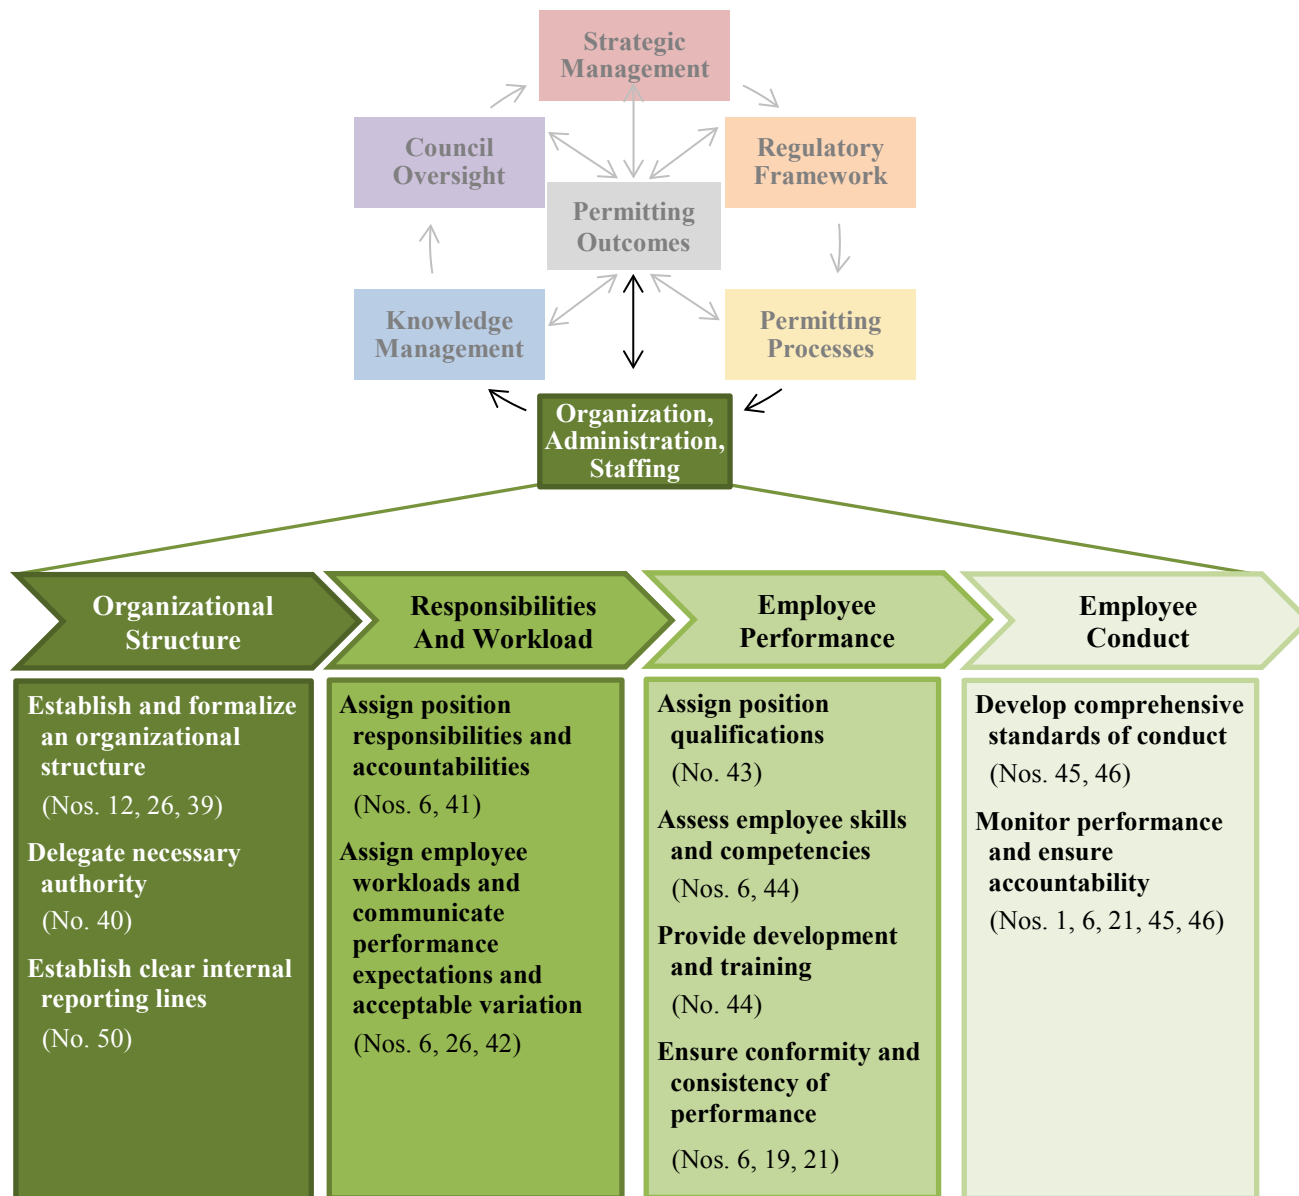 Strategic
Management
Council
Oversight
Regulatory
Framework
Permitting
Outcomes
Knowledge
Management
Permitting
Processes
Organization,
Administration,
Staffing
Organizational
Structure
Establish and formalize
an organizational
structure
(Nos. 12, 26, 39)
Delegate necessary
authority
(No. 40)
Establish clear internal
reporting lines
(No. 50)
Responsibilities
And Workload
Assign position
responsibilities and
accountabilities
(Nos. 6, 41)
Assign employee
workloads and
communicate
performance
expectations and
acceptable variation
(Nos. 6, 26, 42)
Employee
Performance
Assign position
qualifications
(No. 43)
Assess employee skills
and competencies
(Nos. 6, 44)
Provide development
and training
(No. 44)
Ensure conformity and
consistency of
performance
(Nos. 6, 19, 21)
Employee
Conduct
Develop comprehensive
standards of conduct
(Nos. 45, 46)
Monitor performance
and ensure
accountability
(Nos. 1, 6, 21, 45, 46)